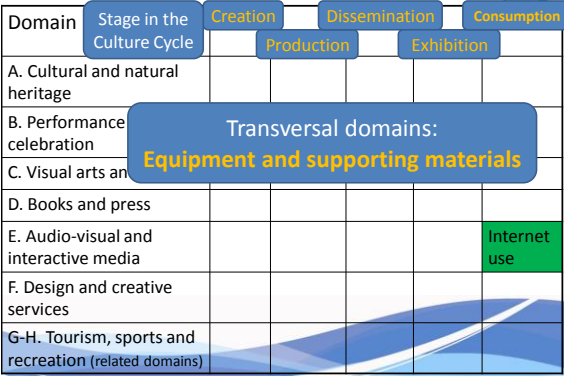 Domain
Stage in the
Culture Cycle
Creation
Production
Dissemination
Exhibition
Consumption
A. Cultural and natural
heritage
B. Performance
celebration
Transversal domains:
Equipment and supporting materials
C. Visual arts an
D. Books and press
E. Audio-visual and
interactive media
Internet
use
F. Design and creative
services
G-H. Tourism, sports and
recreation (related domains)